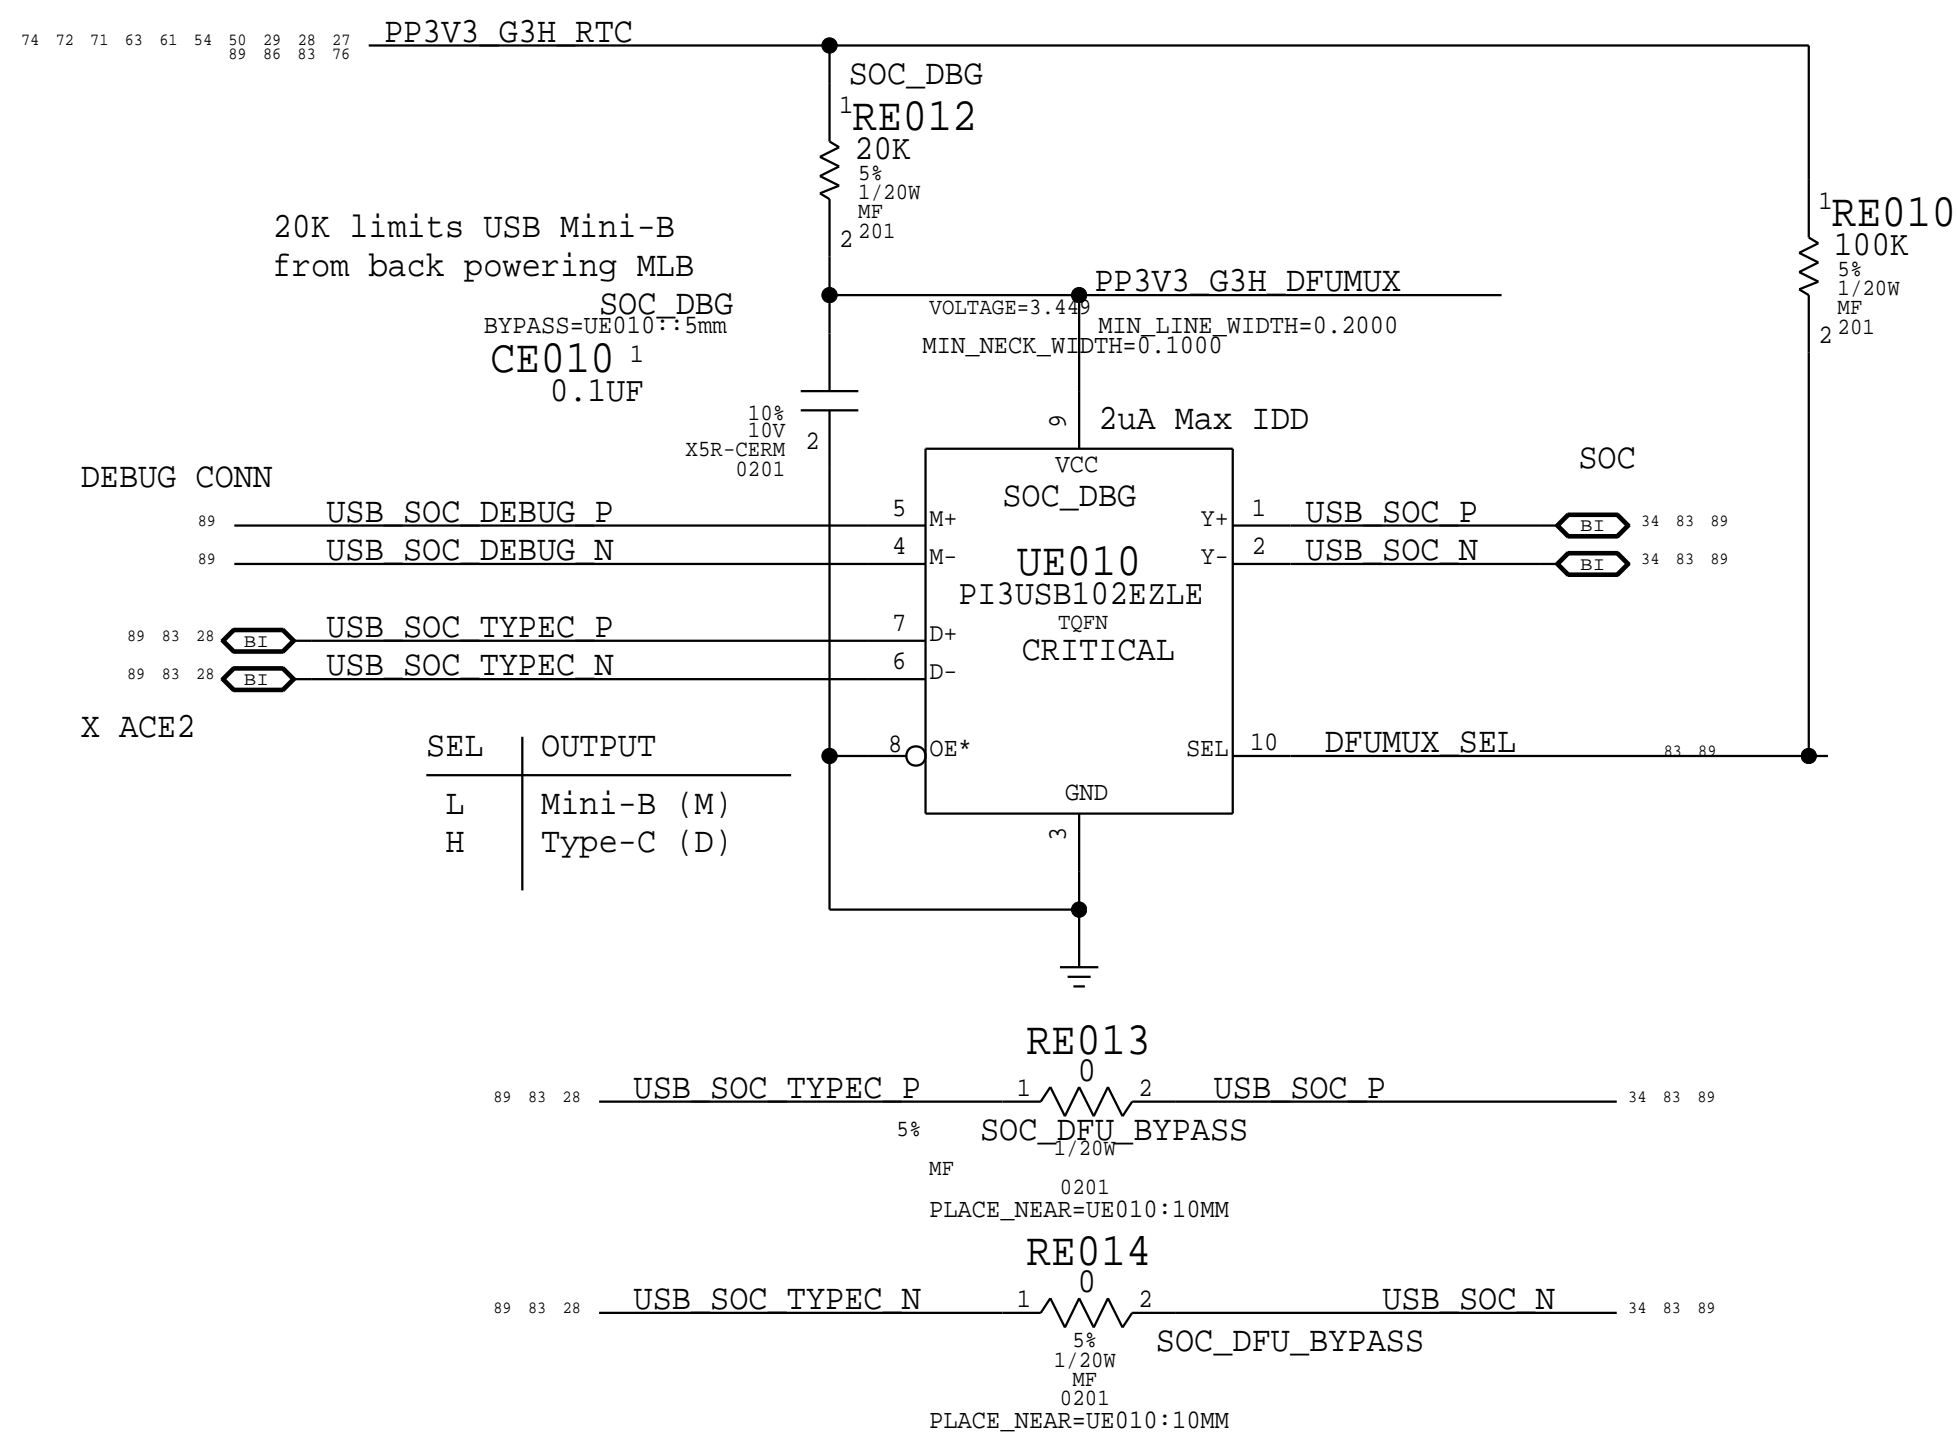 PP3V3_G3H_RTC
74 72 71 63 61 54 50 29 28 27
89 86 83 76
SOC_DBG
1
RE012
20K
5%
1/20W
MF
201
2
1
RE010
100K
5%
1/20W
MF
201
2
20K limits USB Mini-B
from back powering MLB
SOC_DBG
BYPASS=UE010::5mm
CE010 1
0.1UF
10%
10V
X5R-CERM
0201
2
PP3V3_G3H_DFUMUX
VOLTAGE=3.449
MIN_LINE_WIDTH=0.2000
MIN_NECK_WIDTH=0.1000
9
2uA Max IDD
DEBUG CONN
SOC
VCC
SOC_DBG
89 USB_SOC_DEBUG_P 5 M+
Y+ 1 USB_SOC_P BI 34 83 89
89 USB_SOC_DEBUG_N 4 M-
Y- 2 USB_SOC_N BI 34 83 89
UE010
PI3USB102EZLE
TQFN
CRITICAL
89 83 28 BI USB_SOC_TYPEC_P 7 D+
89 83 28 BI USB_SOC_TYPEC_N 6 D-
X ACE2
8 OE*
SEL 10 DFUMUX_SEL 83 89
GND
3
SEL OUTPUT
L Mini-B (M)
H Type-C (D)
RE013
0
89 83 28 USB_SOC_TYPEC_P 1 2 USB_SOC_P 34 83 89
5%
SOC_DFU_BYPASS
1/20W
MF
0201
PLACE_NEAR=UE010:10MM
RE014
0
89 83 28 USB_SOC_TYPEC_N 1 2 USB_SOC_N 34 83 89
5%
SOC_DFU_BYPASS
1/20W
MF
0201
PLACE_NEAR=UE010:10MM